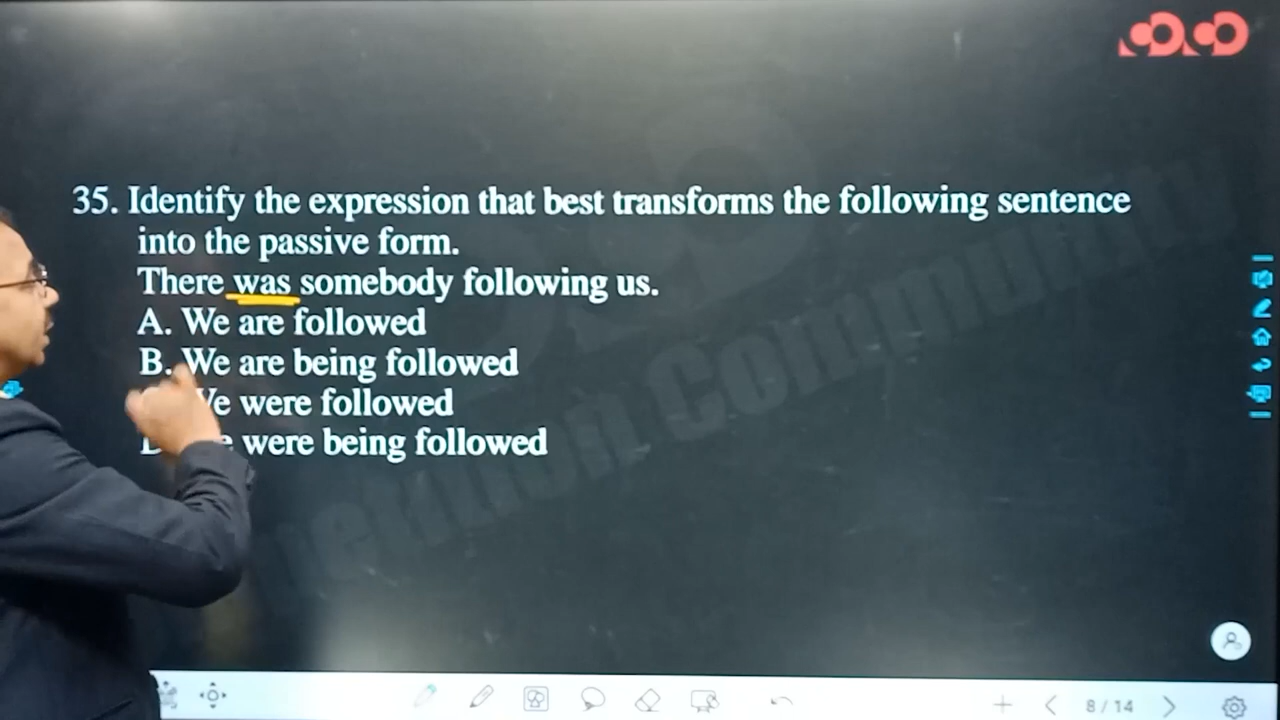 35. Identify the expression that best transforms the following sentence
into the passive form.
There was somebody following us.
A. We are followed
B. We are being followed
were followed
were being followed
Community
8 / 14